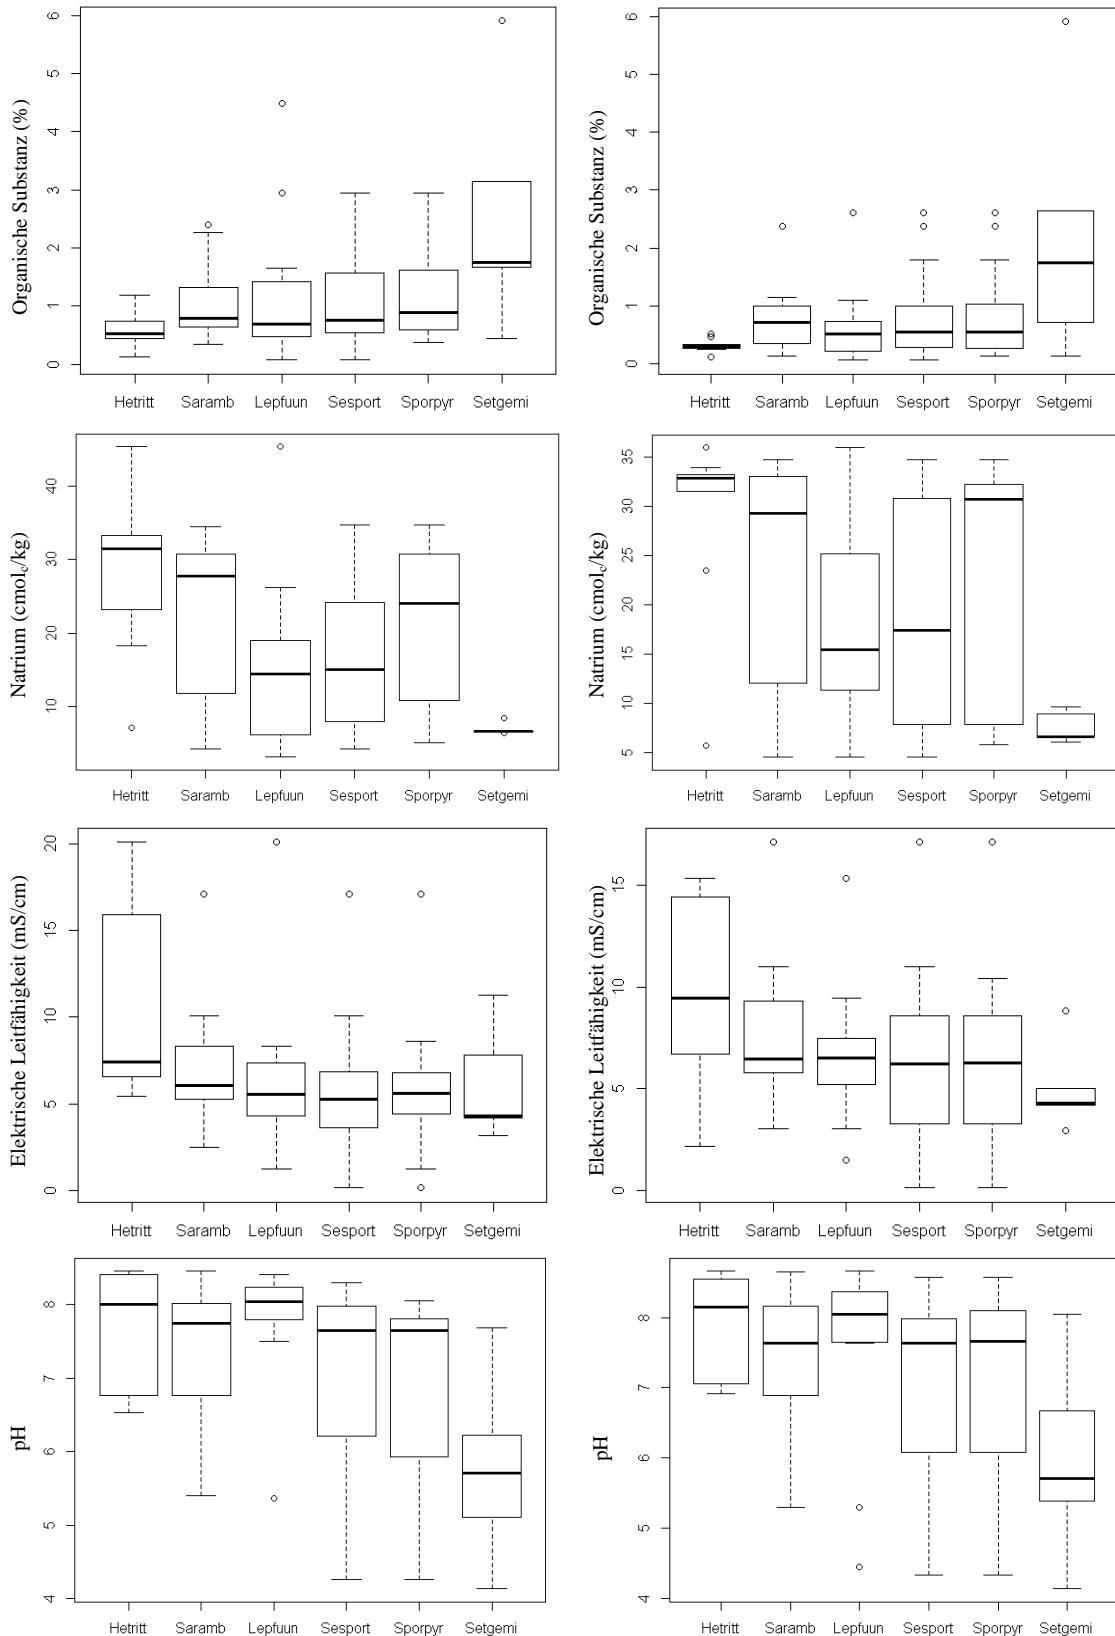 Organische Substanz (%)
0 1 2 3 4 5 6
Hetritt Saramb Lepfuun Sesport Sporpyr Setgemi
Organische Substanz (%)
0 1 2 3 4 5 6
Hetritt Saramb Lepfuun Sesport Sporpyr Setgemi
Natrium (cmolc/kg)
10 20 30 40
Hetritt Saramb Lepfuun Sesport Sporpyr Setgemi
Natrium (cmolc/kg)
5 10 15 20 25 30 35
Hetritt Saramb Lepfuun Sesport Sporpyr Setgemi
Elektrische Leitfähigkeit (mS/cm)
0 5 10 15 20
Hetritt Saramb Lepfuun Sesport Sporpyr Setgemi
Elektrische Leitfähigkeit (mS/cm)
0 5 10 15
Hetritt Saramb Lepfuun Sesport Sporpyr Setgemi
pH
4 5 6 7 8
Hetritt Saramb Lepfuun Sesport Sporpyr Setgemi
pH
4 5 6 7 8
Hetritt Saramb Lepfuun Sesport Sporpyr Setgemi